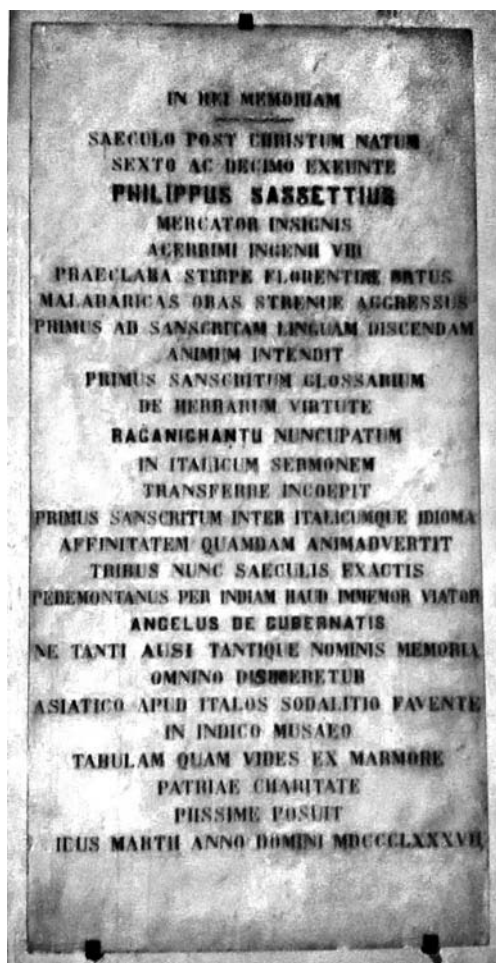 IN REI MEMORIAM
SAECULO POST CHRISTUM NATUM
SEXTO AC DECIMO EXEUNTE
PHILIPPUS SASSETTIUS
MERCATOR INSIGNIS
ACERRIMI INGENII VIR
PRAECLARA STIRPE FLORENTIAE ORTUS
MALABARICAS ORAS STRENUE AGGRESSUS
PRIMUS AD SANSCRITAM LINGUAM DISCENDAM
ANIMUM INTENDIT
PRIMUS SANSCRITUM GLOSSARIUM
DE HERBARUM VIRTUTE
RAGANIGHANTU NUNCUPATUM
IN ITALICUM SERMONEM
TRANSFERRE INCOEPIT
PRIMUS SANSCRITUM INTER ITALICUMQUE IDIOMA
AFFINITATEM QUAMDAM ANIMADVERTIT
TRIBUS NUNC SAECULIS EXACTIS
PEDEMONTANUS PER INDIAM HAUD IMMEMOR VIATOR
ANGELUS DE GUBERNATIS
NE TANTI AUSI TANTIQUE NOMINIS MEMORIA
OMNINO
ASIATICO APUD ITALOS SODALITIO FAVENTE
IN INDICO MUSAEO
TABULAM QUAM VIDES EX MARMORE
PATRIAE CHARITATE
PIISSIME POSUIT
IDUS MARTII ANNO DOMINI MDCCCLXXXVII